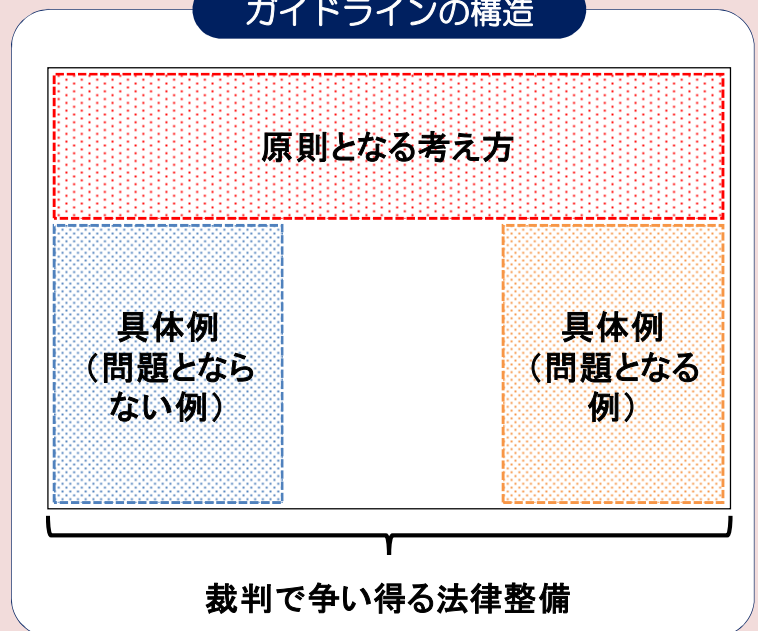 ガイドラインの構造
原則となる考え方
具体例
（問題となら
ない例）
具体例
（問題となる
例）
裁判で争い得る法律整備